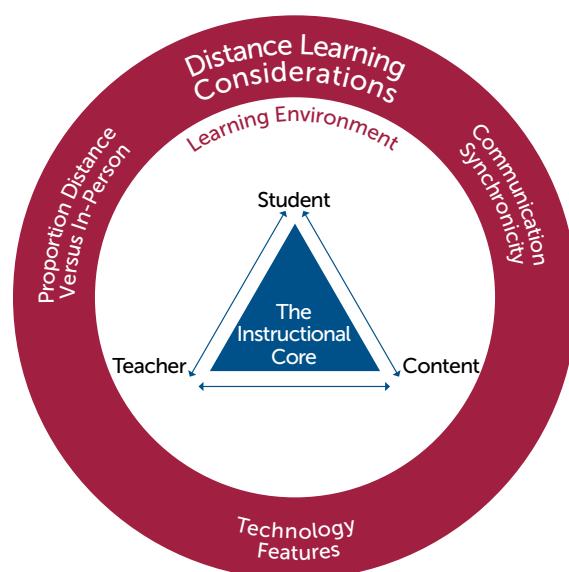 Distance Learning
Considerations
Learning Environment
Proportion Distance
Versus In-Person
Communication
Synchronicity
Student
The
Instructional
Core
Teacher
Content
Technology
Features